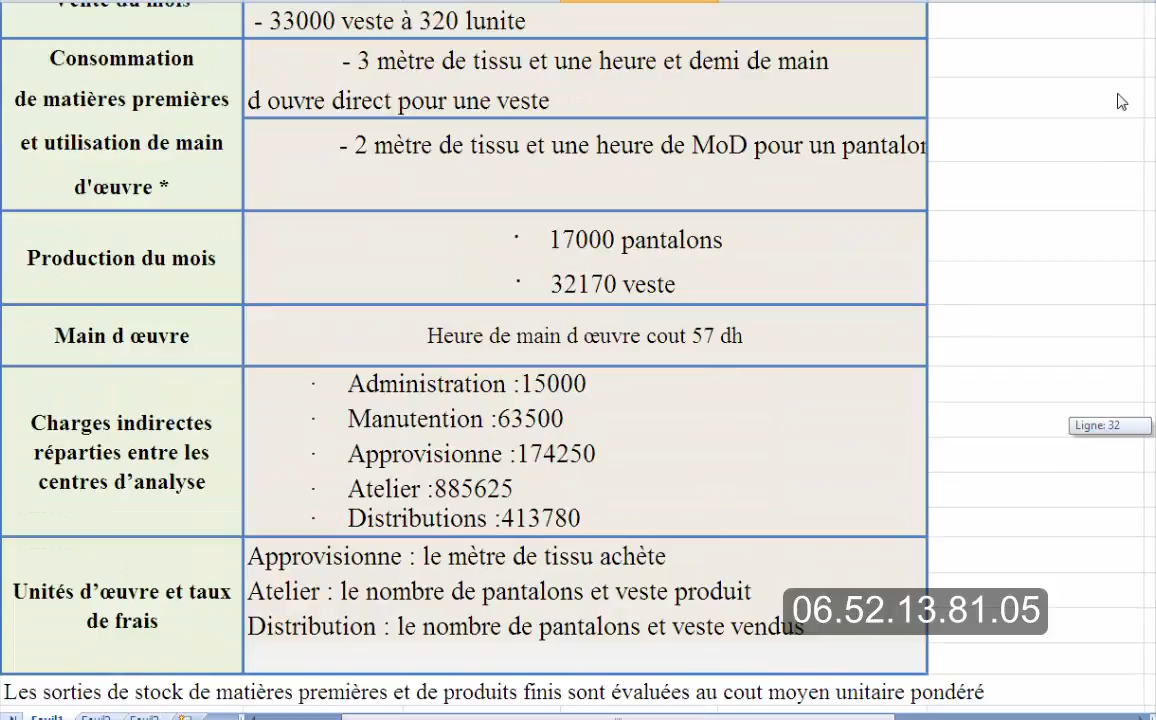 Vente du mois
- 33000 veste à 320 lunite
Consommation
de matières premières
et utilisation de main
d'œuvre *
- 3 mètre de tissu et une heure et demi de main
d ouvre direct pour une veste
- 2 mètre de tissu et une heure de MoD pour un pantalon
Production du mois
· 17000 pantalons
· 32170 veste
Main d œuvre
Heure de main d œuvre cout 57 dh
Charges indirectes
réparties entre les
centres d’analyse
· Administration :15000
· Manutention :63500
· Approvisionne :174250
· Atelier :885625
· Distributions :413780
Unités d’œuvre et taux
de frais
Approvisionne : le mètre de tissu achète
Atelier : le nombre de pantalons et veste produit
Distribution : le nombre de pantalons et veste vendus
06.52.13.81.05
Ligne: 32
Les sorties de stock de matières premières et de produits finis sont évaluées au cout moyen unitaire pondéré
Feuil1 Feuil2 Feuil3